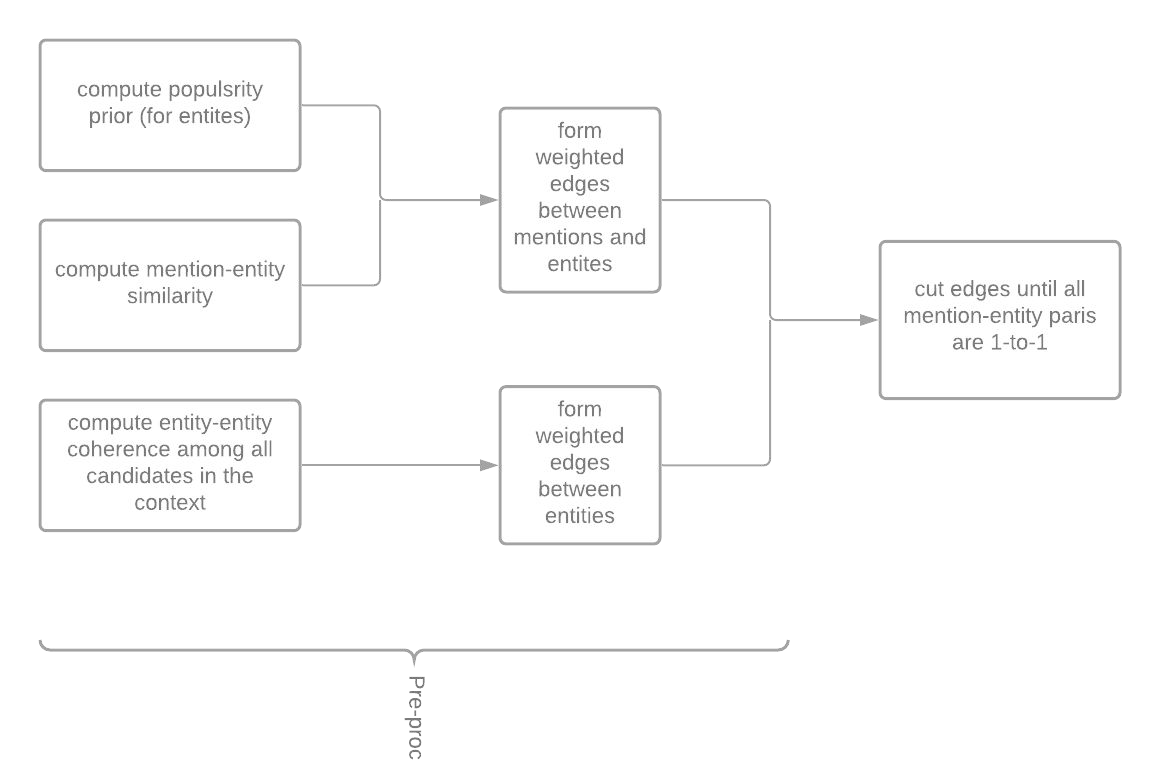 compute populsrity
prior (for entites)
compute mention-entity
similarity
compute entity-entity
coherence among all
candidates in the
context
form
weighted
edges
between
mentions and
entites
form
weighted
edges
between
entities
cut edges until all
mention-entity paris
are 1-to-1
Pre-proc